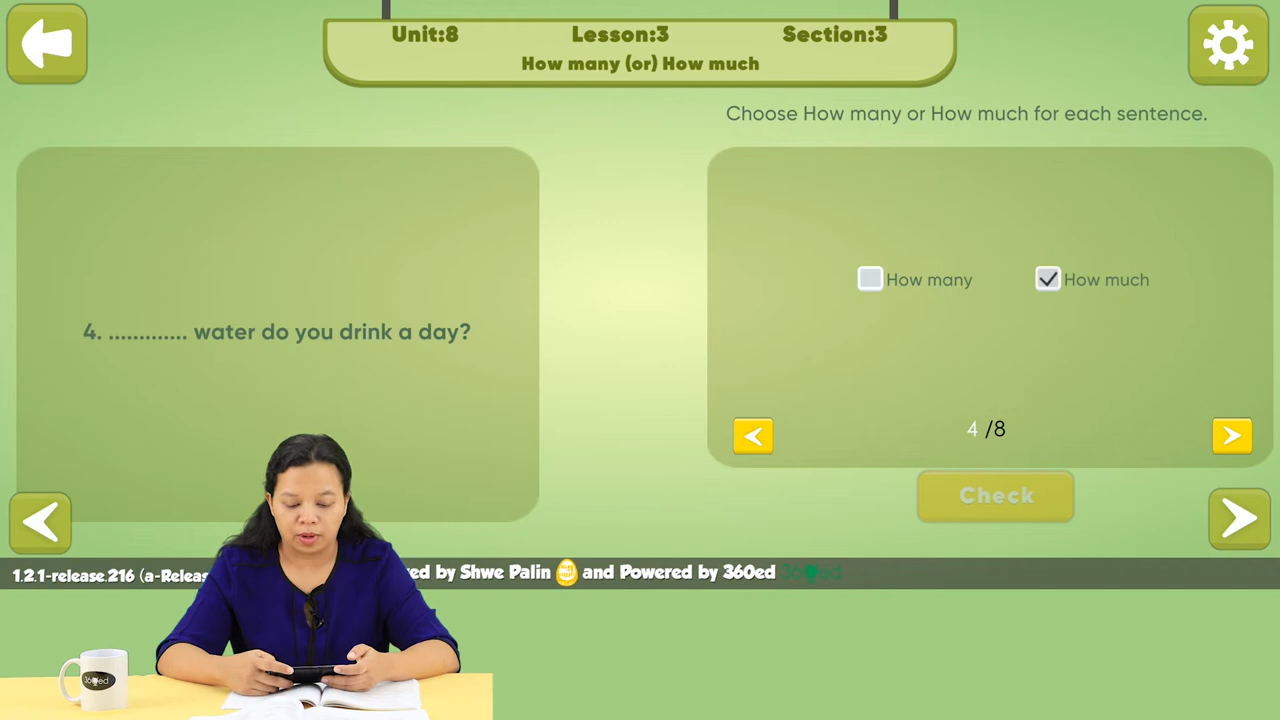 Unit:8 Lesson:3 Section:3
How many (or) How much
Choose How many or How much for each sentence.
4. ............. water do you drink a day?
How many
How much
4 /8
Check
1.2.1-release.216 (a-Releas
ed by Shwe Palin and Powered by 360ed 360ed
360ed